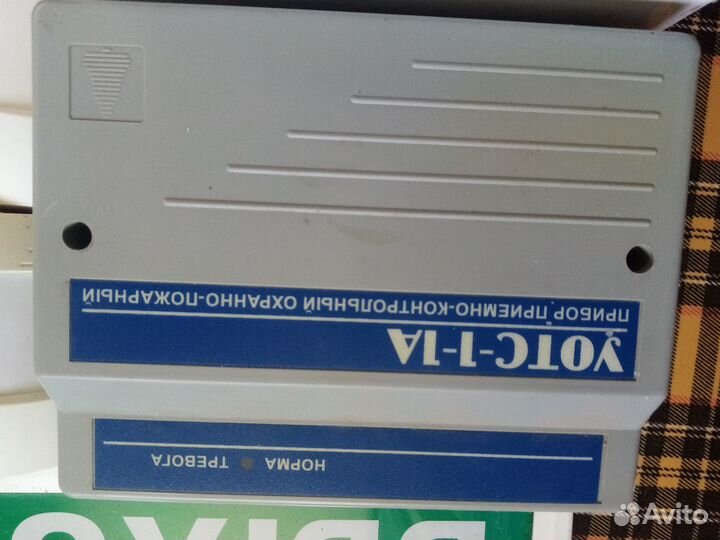 НОРМА ТРЕВОГА
УОТС-1-1А
ПРИБОР ПРИЕМНО-КОНТРОЛЬНЫЙ ОХРАННО-ПОЖАРНЫЙ
Avito